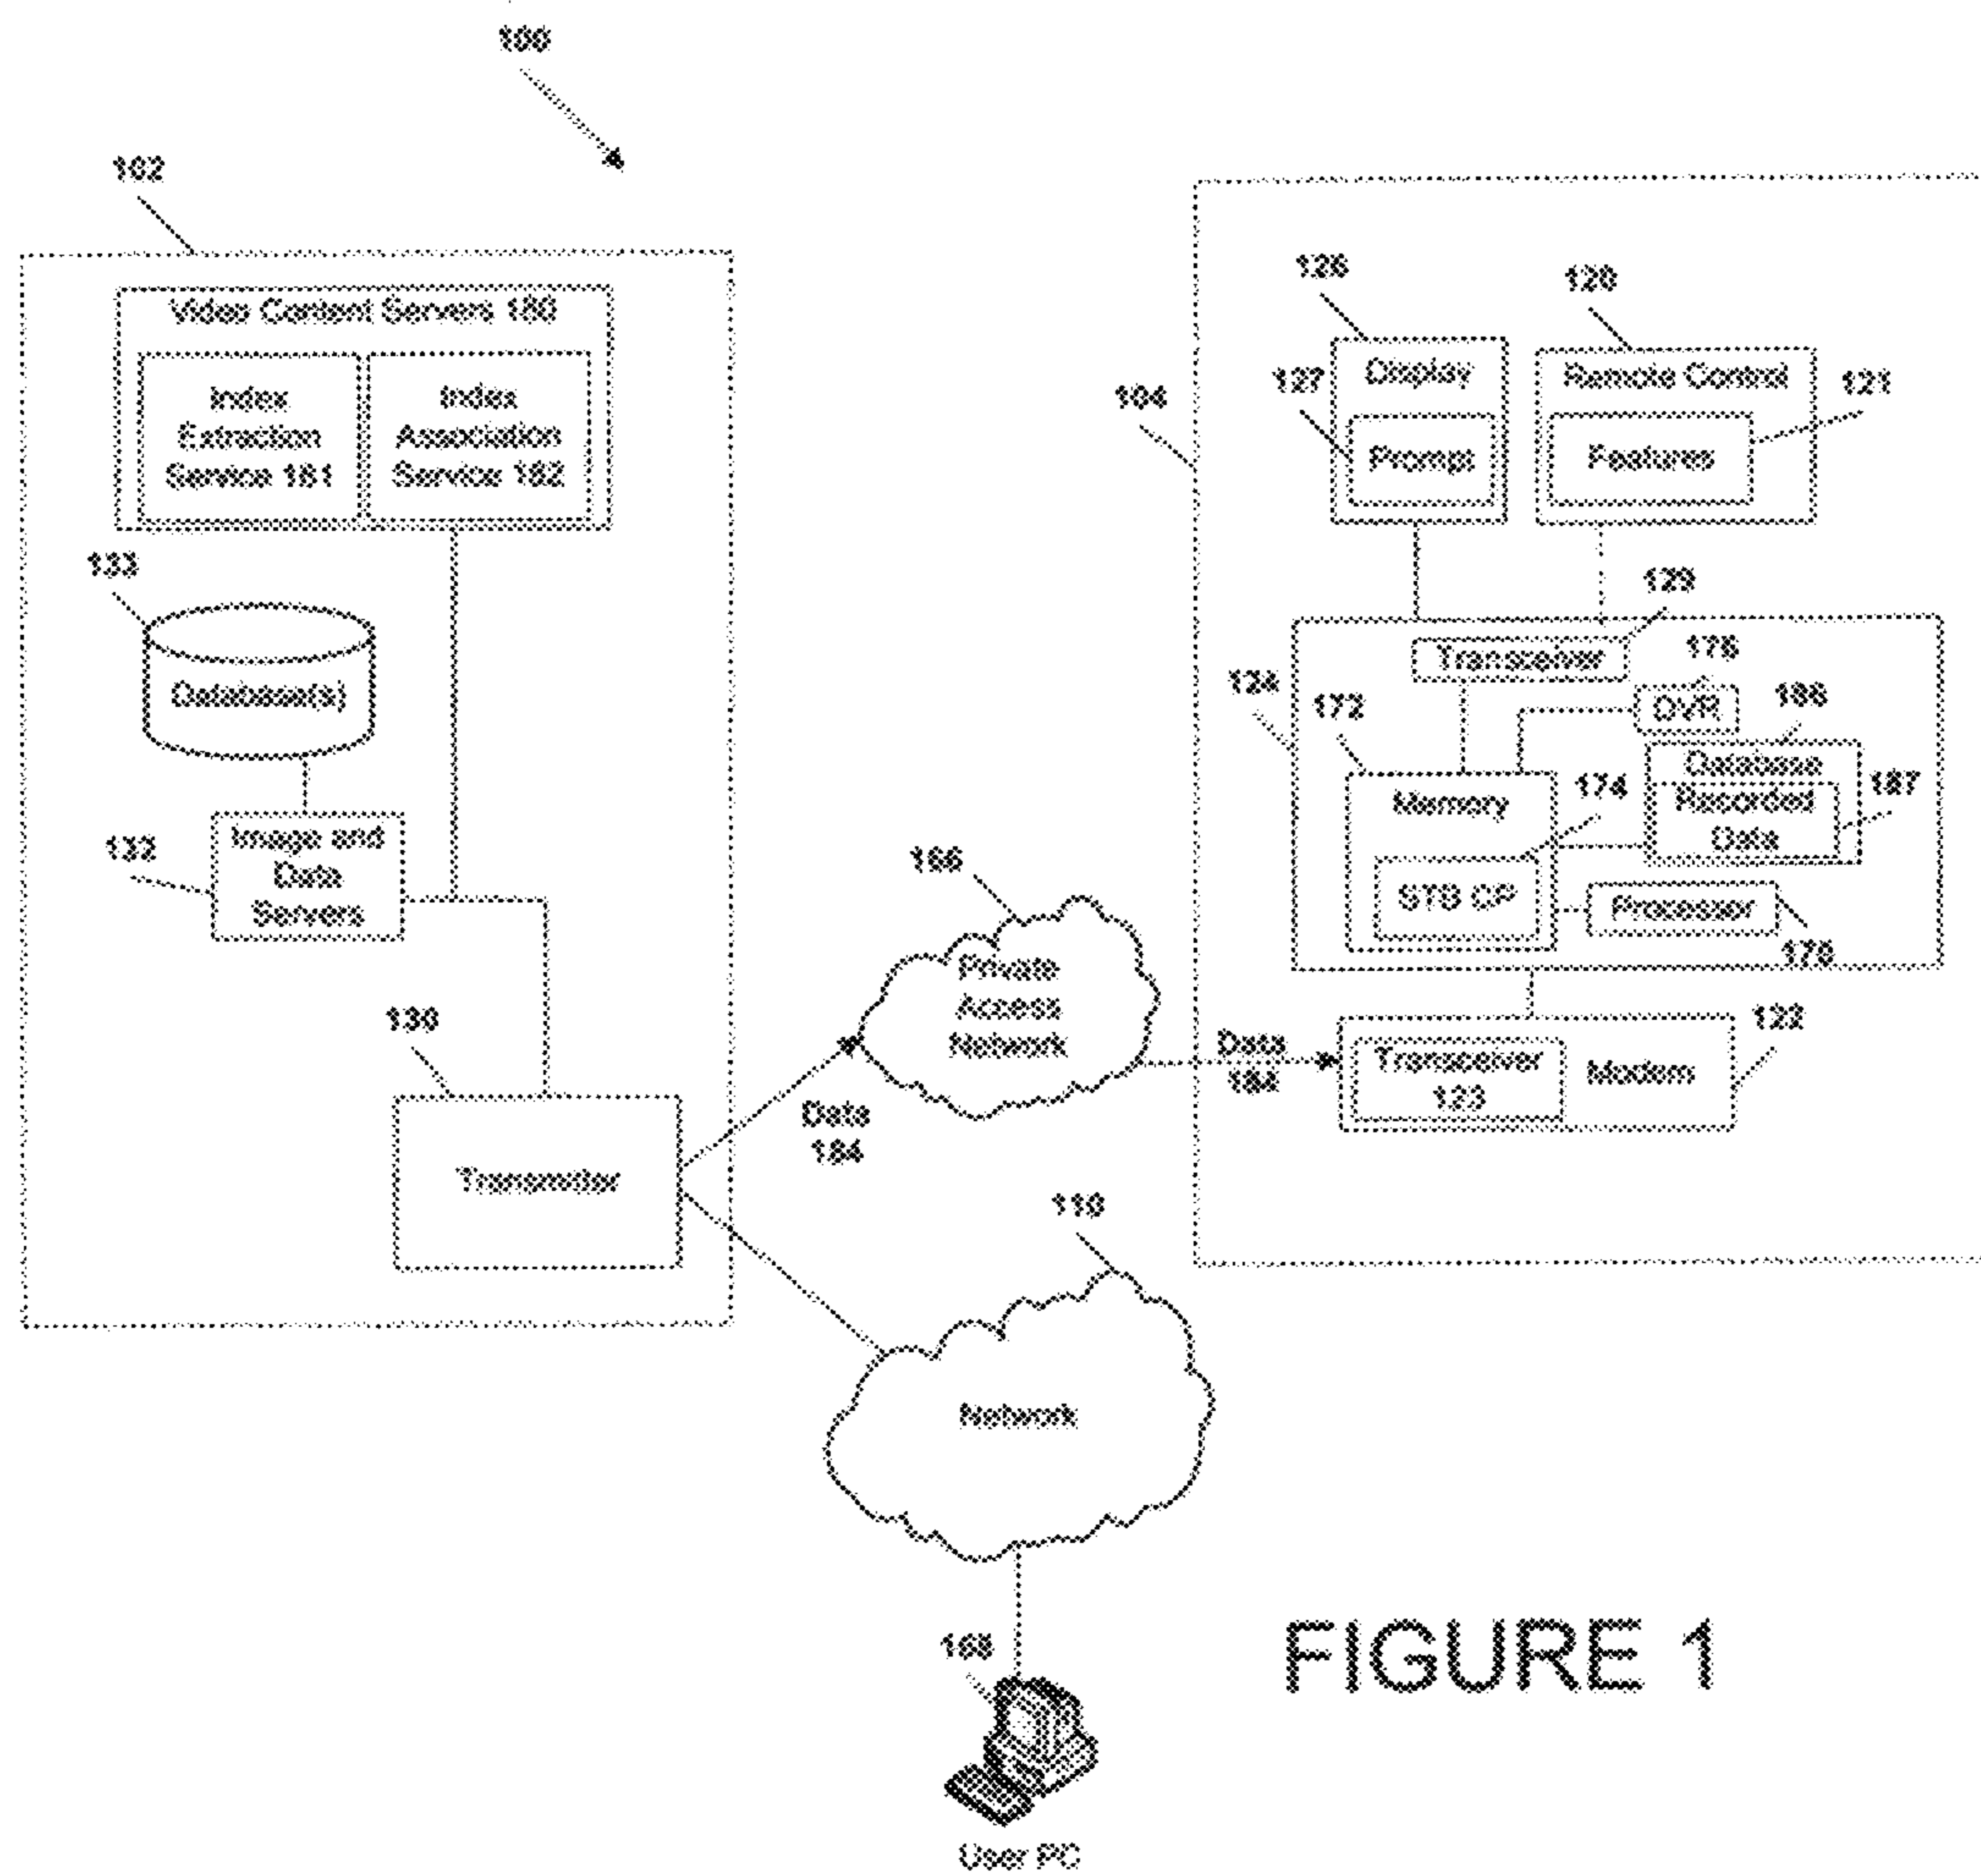 100
102
Video Content Servers 180
Index
Extraction
Service 181
Index
Association
Service 182
133
Database(s)
132
Image and
Data
Servers
130
Transmitter
166
Private
Access
Network
Data
184
Data
184
110
Network
168
User PC
104
126
127
Display
Prompt
120
Remote Control
121
Features
129
Transceiver
124
172
DVR
186
Database
Recorded
Data
187
174
Memory
STB CP
Processor
122
Transceiver
123
Modem
FIGURE 1